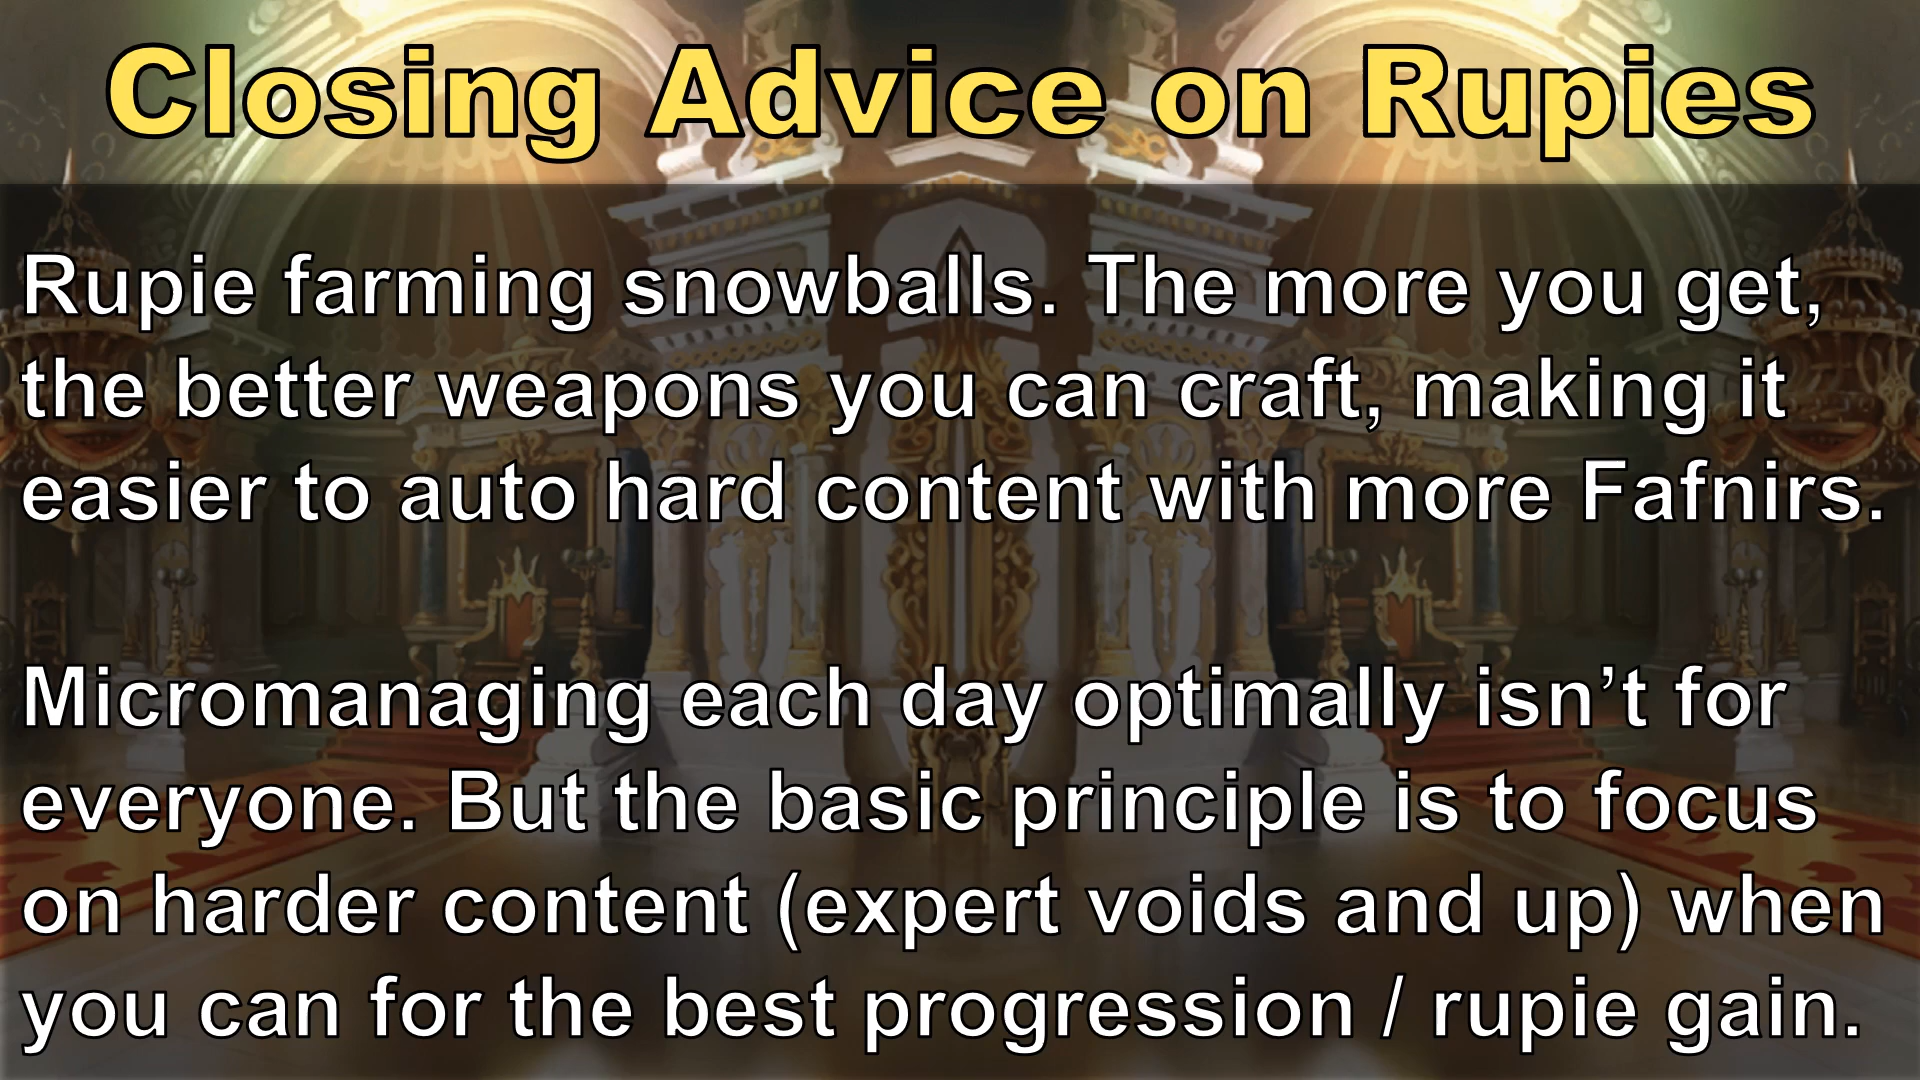 Closing Advice on Rupies
Rupie farming snowballs. The more you get,
the better weapons you can craft, making it
easier to auto hard content with more Fafnirs.
Micromanaging each day optimally isn’t for
everyone. But the basic principle is to focus
on harder content (expert voids and up) when
you can for the best progression / rupie gain.